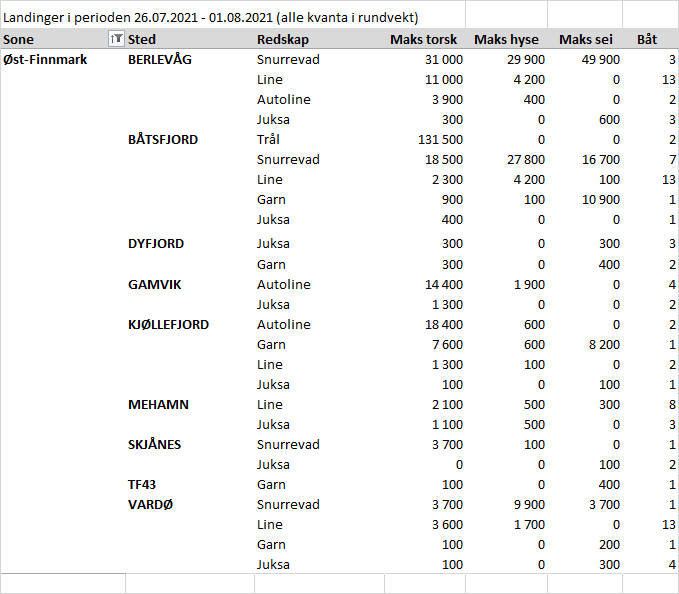 Landinger i perioden 26.07.2021 - 01.08.2021 (alle kvanta i rundvekt)
Sone Sted Redskap Maks torsk Maks hyse Maks sei Båt
Øst-Finnmark BERLEVÅG Snurrevad 31 000 29 900 49 900 3
Line 11 000 4 200 0 13
Autoline 3 900 400 0 2
Juksa 300 0 600 3
BÅTSFJORD Trål 131 500 0 0 2
Snurrevad 18 500 27 800 16 700 7
Line 2 300 4 200 100 13
Garn 900 100 10 900 1
Juksa 400 0 0 1
DYFJORD Juksa 300 0 300 3
Garn 300 0 400 2
GAMVIK Autoline 14 400 1 900 0 4
Juksa 1 300 0 0 2
KJØLLEFJORD Autoline 18 400 600 0 2
Garn 7 600 600 8 200 1
Line 1 300 100 0 2
Juksa 100 0 100 1
MEHAMN Line 2 100 500 300 8
Juksa 1 100 500 0 3
SKJÅNES Snurrevad 3 700 100 0 1
Juksa 0 0 100 2
TF43 Garn 100 0 400 1
VARDØ Snurrevad 3 700 9 900 3 700 1
Line 3 600 1 700 0 13
Garn 100 0 200 1
Juksa 100 0 300 4